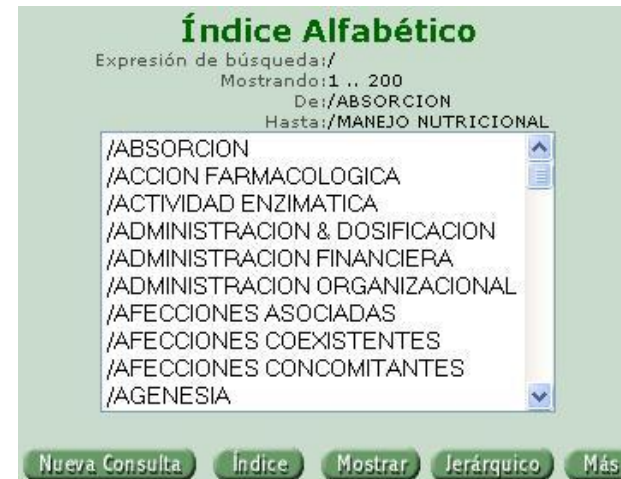 Índice Alfabético
Expresión de búsqueda:/
Mostrando:1 .. 200
De:/ABSORCION
Hasta:/MANEJO NUTRICIONAL
/ABSORCION
/ACCION FARMACOLOGICA
/ACTIVIDAD ENZIMATICA
/ADMINISTRACION & DOSIFICACION
/ADMINISTRACION FINANCIERA
/ADMINISTRACION ORGANIZACIONAL
/AFECCIONES ASOCIADAS
/AFECCIONES COEXISTENTES
/AFECCIONES CONCOMITANTES
/AGENESIA
Nueva Consulta Índice Mostrar Jerárquico Más